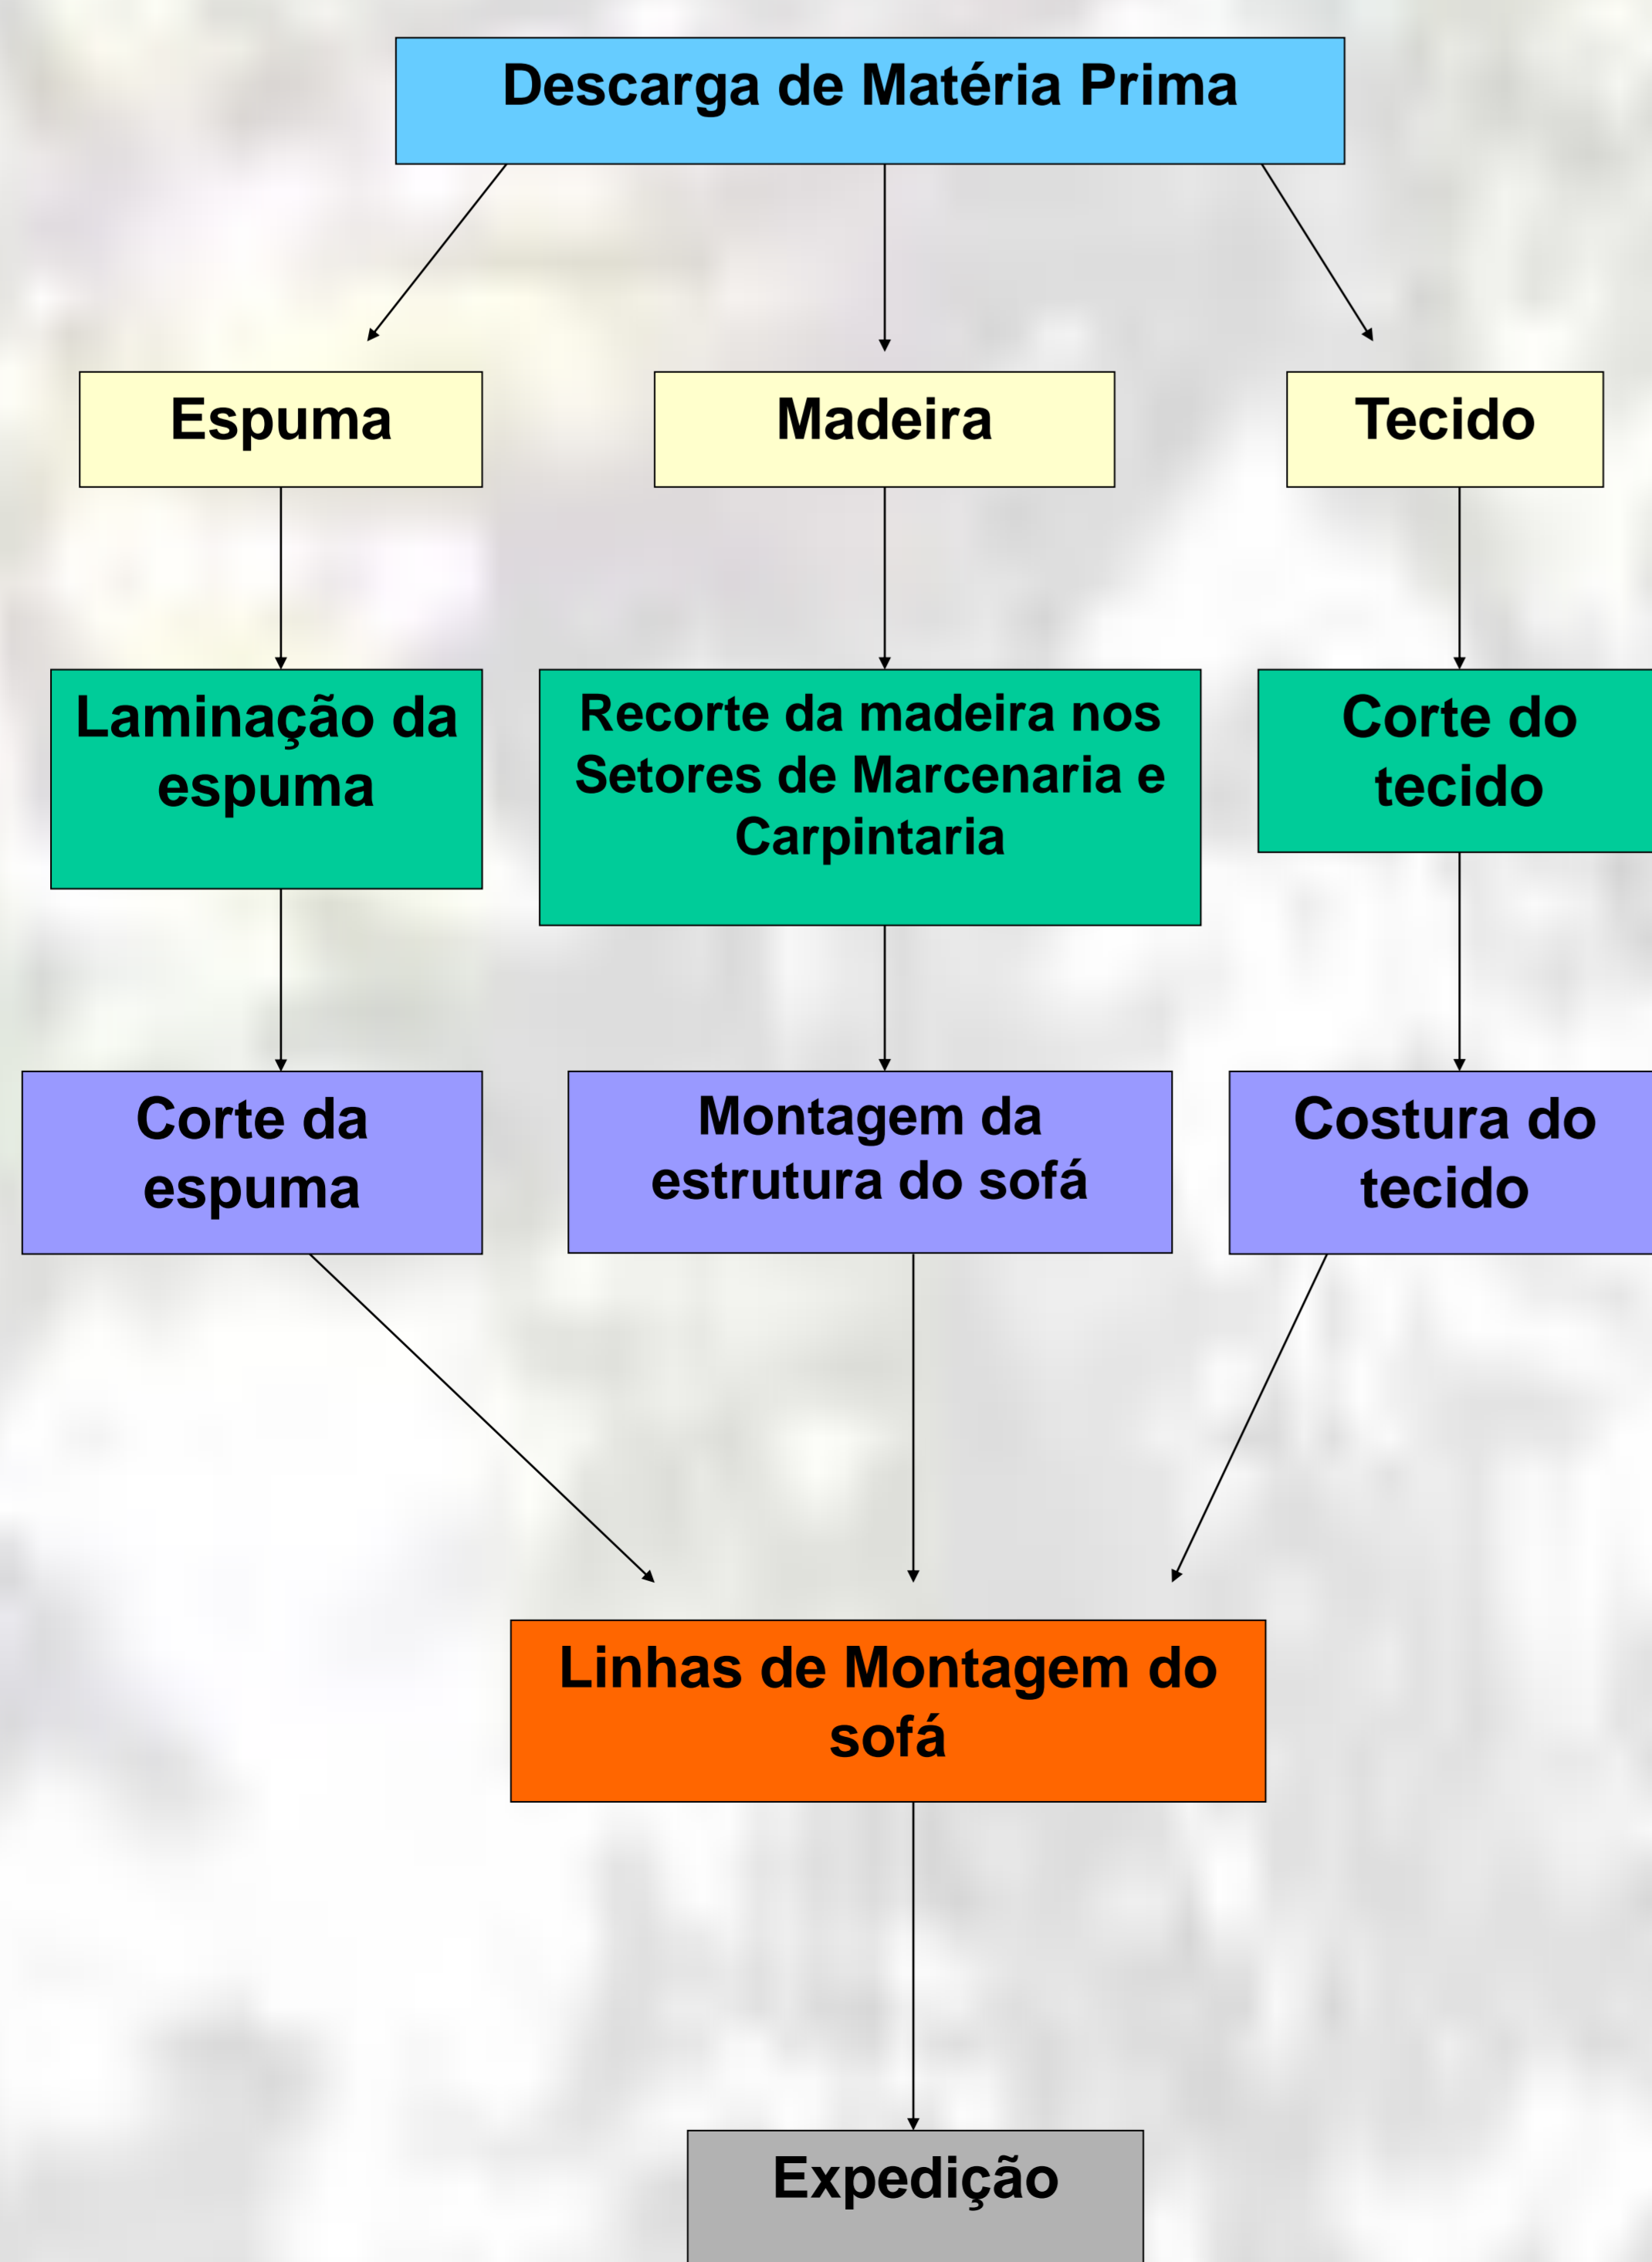 Descarga de Matéria Prima
Espuma
Madeira
Tecido
Laminação da
espuma
Recorte da madeira nos
Setores de Marcenaria e
Carpintaria
Corte do
tecido
Corte da
espuma
Montagem da
estrutura do sofá
Costura do
tecido
Linhas de Montagem do
sofá
Expedição